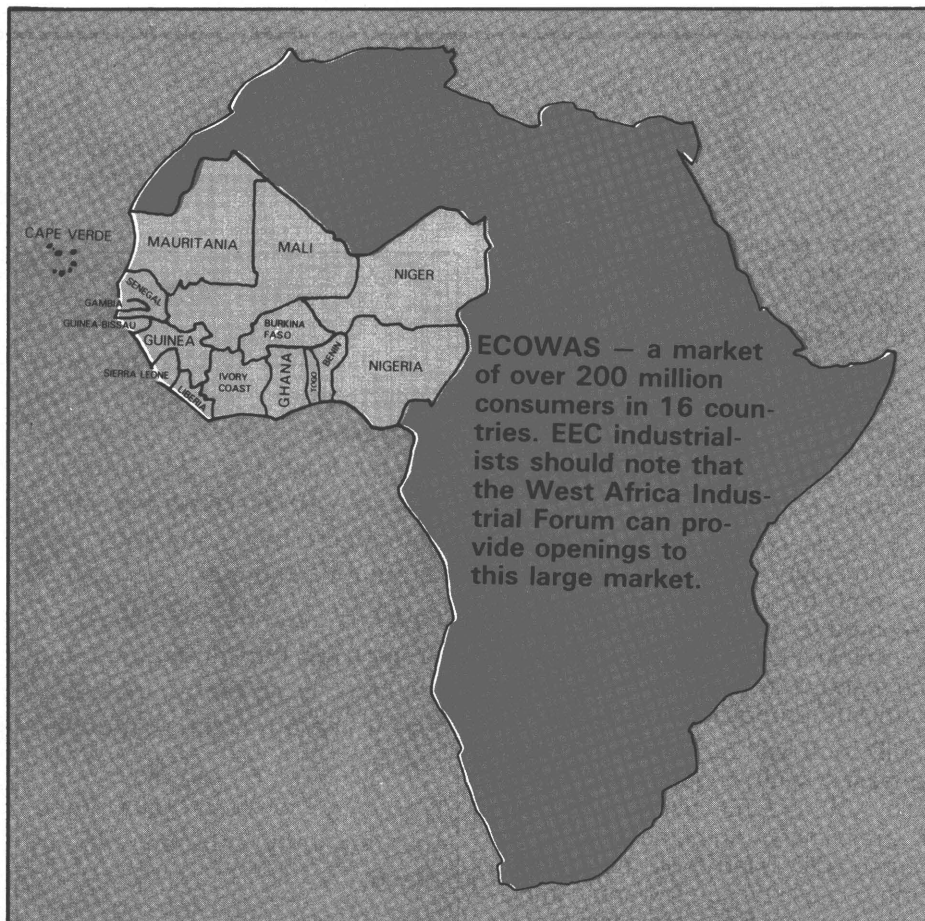 CAPE VERDE
MAURITANIA
MALI
NIGER
SENEGAL
GAMBIA
GUINEA-BISSAU
GUINEA
BURKINA
FASO
SIERRA LEONE
LIBERIA
IVORY
COAST
GHANA
TOGO
BENIN
NIGERIA
ECOWAS — a market
of over 200 million
consumers in 16 coun-
tries. EEC industrial-
ists should note that
the West Africa Indus-
trial Forum can pro-
vide openings to
this large market.